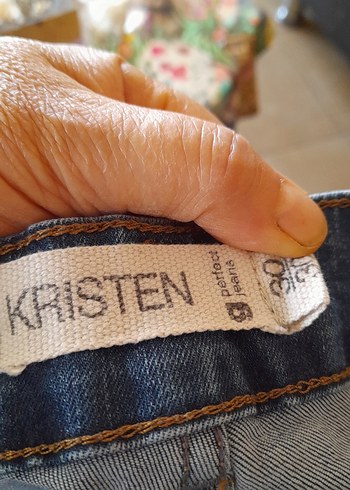 KRISTEN
perfect
jeans
g
30